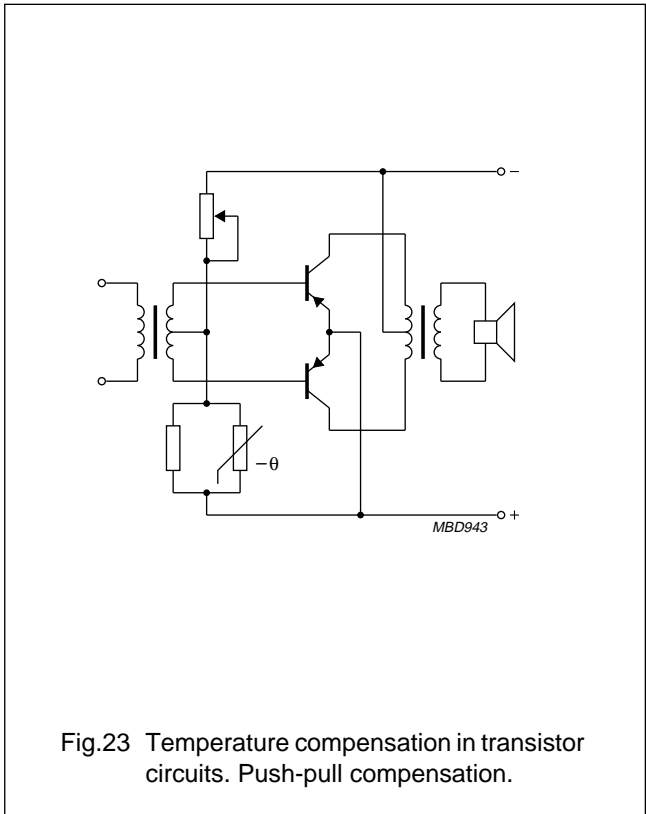 −
−θ
+
MBD943
Fig.23 Temperature compensation in transistor
circuits. Push-pull compensation.